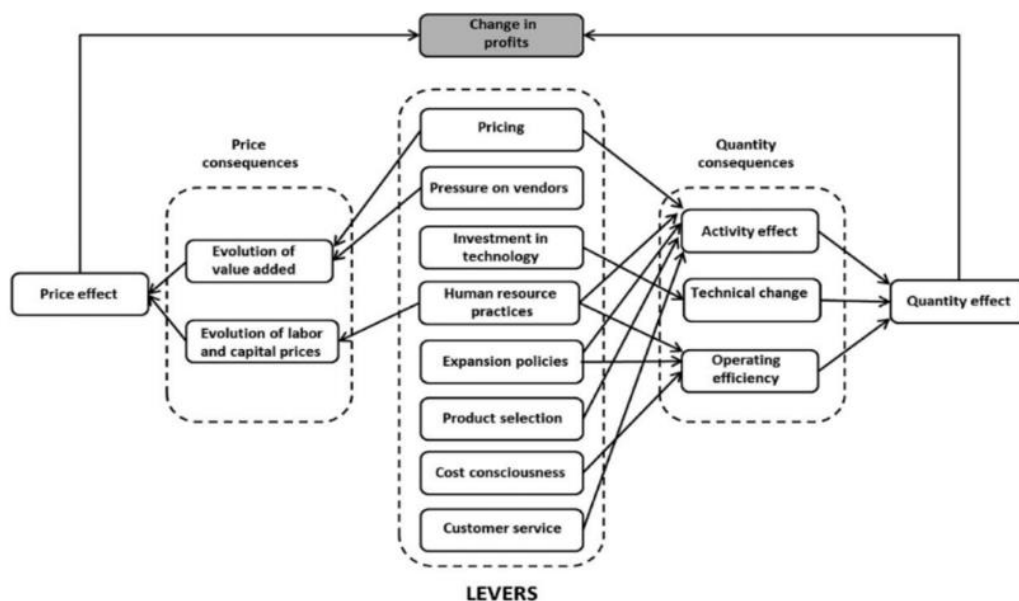 Change in
profits
Price
consequences
Evolution of
value added
Evolution of labor
and capital prices
Price effect
Pricing
Pressure on vendors
Investment in
technology
Human resource
practices
Expansion policies
Product selection
Cost consciousness
Customer service
LEVERS
Quantity
consequences
Activity effect
Technical change
Operating
efficiency
Quantity effect